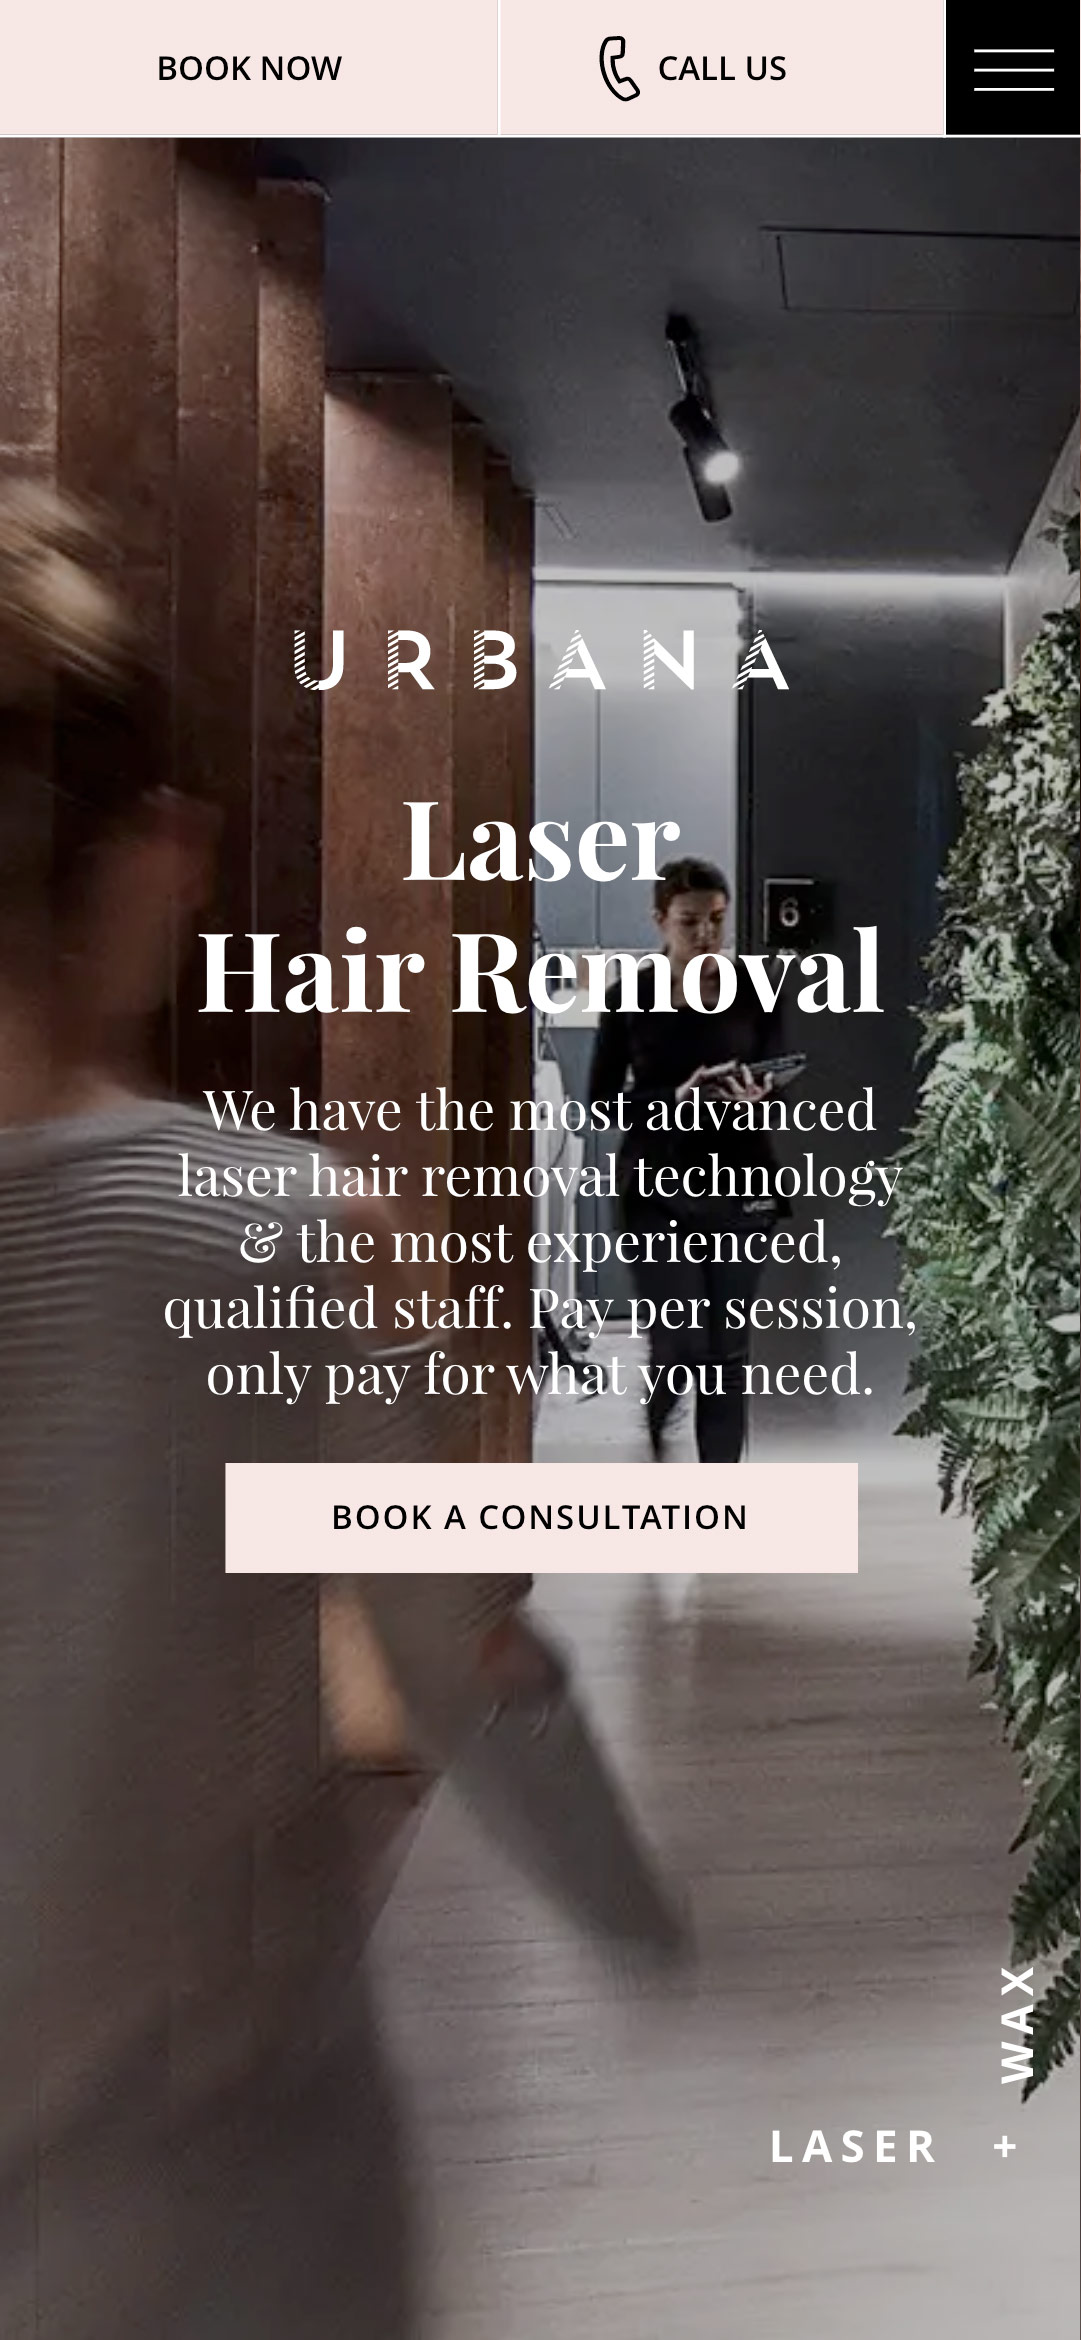 BOOK NOW
CALL US
URBANA
Laser
Hair Removal
6
We have the most advanced
laser hair removal technology
& the most experienced,
qualified staff. Pay per session,
only pay for what you need.
BOOK A CONSULTATION
WAX
LASER +